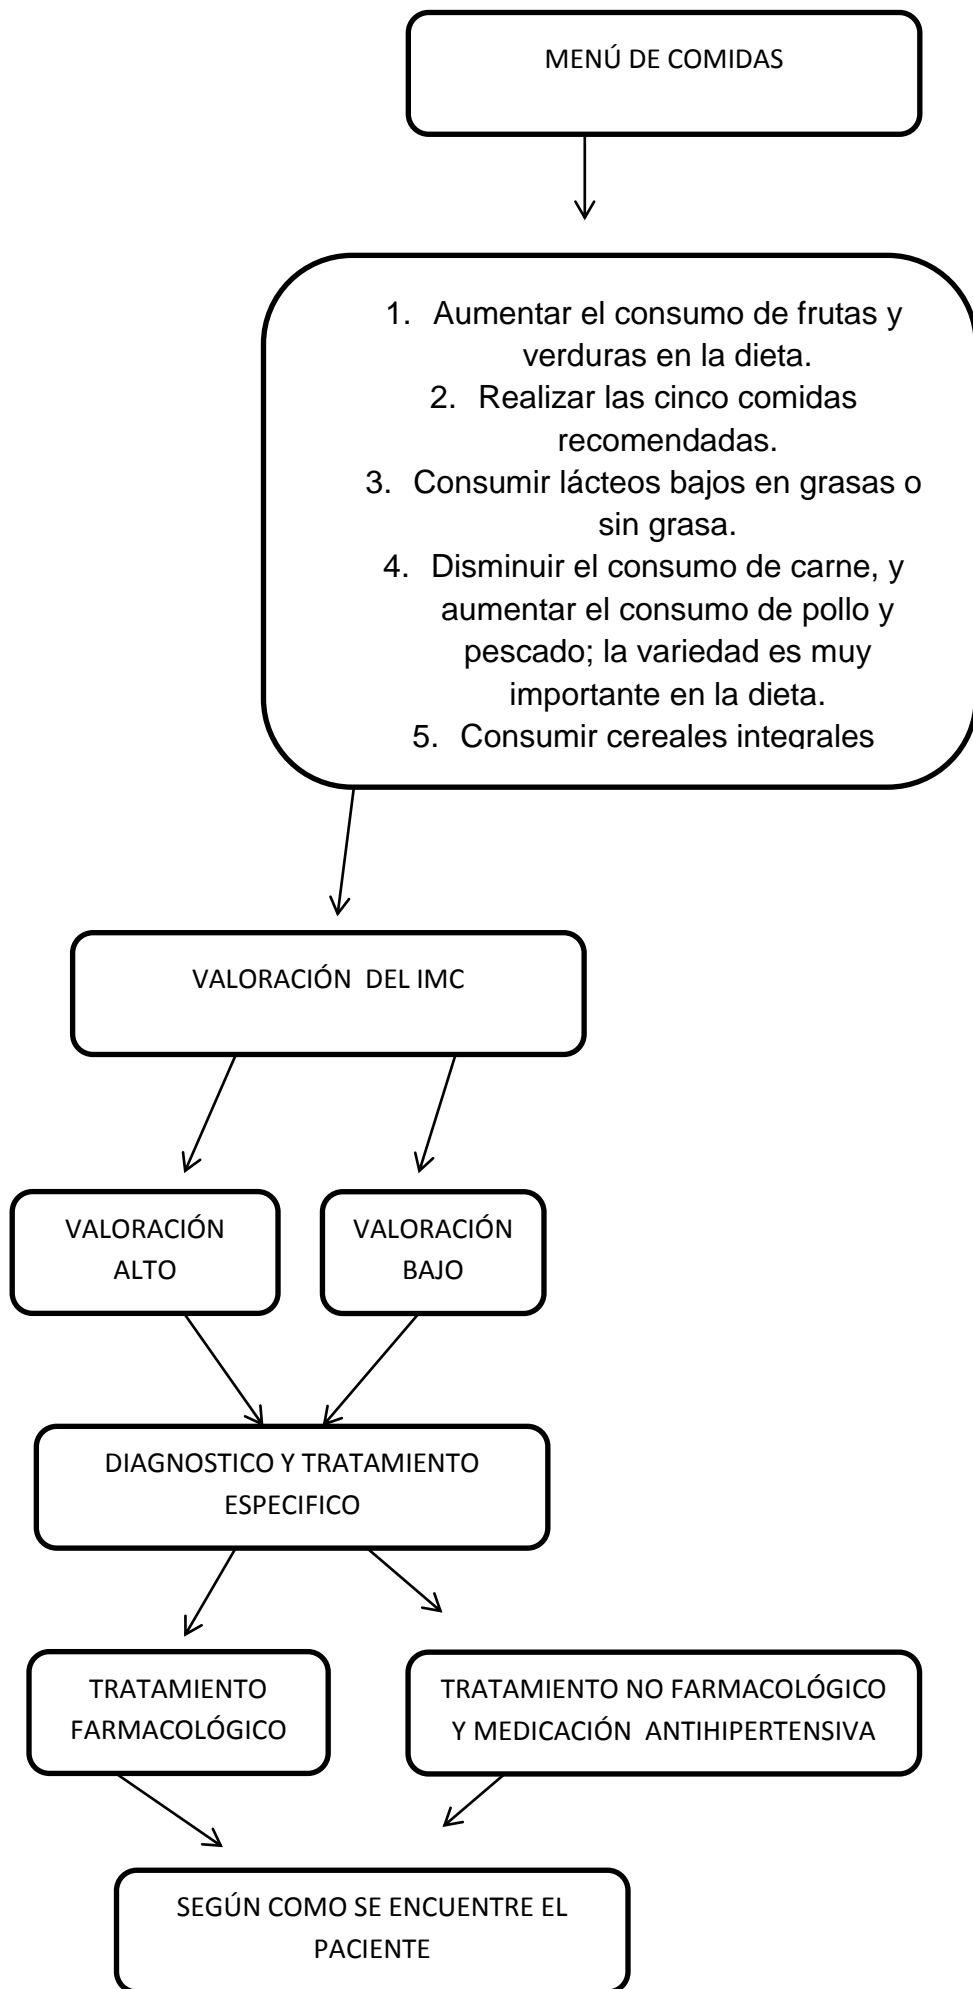 MENÚ DE COMIDAS
1. Aumentar el consumo de frutas y
verduras en la dieta.
2. Realizar las cinco comidas
recomendadas.
3. Consumir lácteos bajos en grasas o
sin grasa.
4. Disminuir el consumo de carne, y
aumentar el consumo de pollo y
pescado; la variedad es muy
importante en la dieta.
5. Consumir cereales integrales
VALORACIÓN DEL IMC
VALORACIÓN
ALTO
VALORACIÓN
BAJO
DIAGNOSTICO Y TRATAMIENTO
ESPECIFICO
TRATAMIENTO
FARMACOLÓGICO
TRATAMIENTO NO FARMACOLÓGICO
Y MEDICACIÓN ANTIHIPERTENSIVA
SEGÚN COMO SE ENCUENTRE EL
PACIENTE